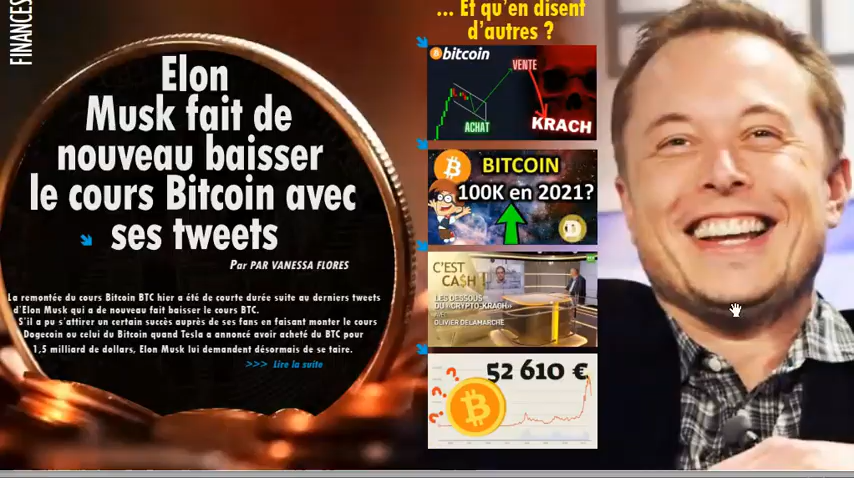 FINANCES
Elon
Musk fait de
nouveau baisser
le cours Bitcoin avec
ses tweets
Par PAR VANESSA FLORES
La remontée du cours Bitcoin BTC hier a été de courte durée suite au derniers tweets
d'Elon Musk qui a de nouveau fait baisser le cours BTC.
S'il a pu s'attirer un certain succès auprès de ses fans en faisant monter le cours
Dogecoin ou celui du Bitcoin quand Tesla a annoncé avoir acheté du BTC pour
1,5 milliard de dollars, Elon Musk lui demandent désormais de se taire.
>>> Lire la suite
... Et qu'en disent
d'autres ?
bitcoin
VENTE
ACHAT
KRACH
BITCOIN
100K en 2021?
C'EST
CA$H !
LES DESSOUS
DU «CRYPTO-KRACH»
AVEC
OLIVIER DELAMARCHE
52 610 €